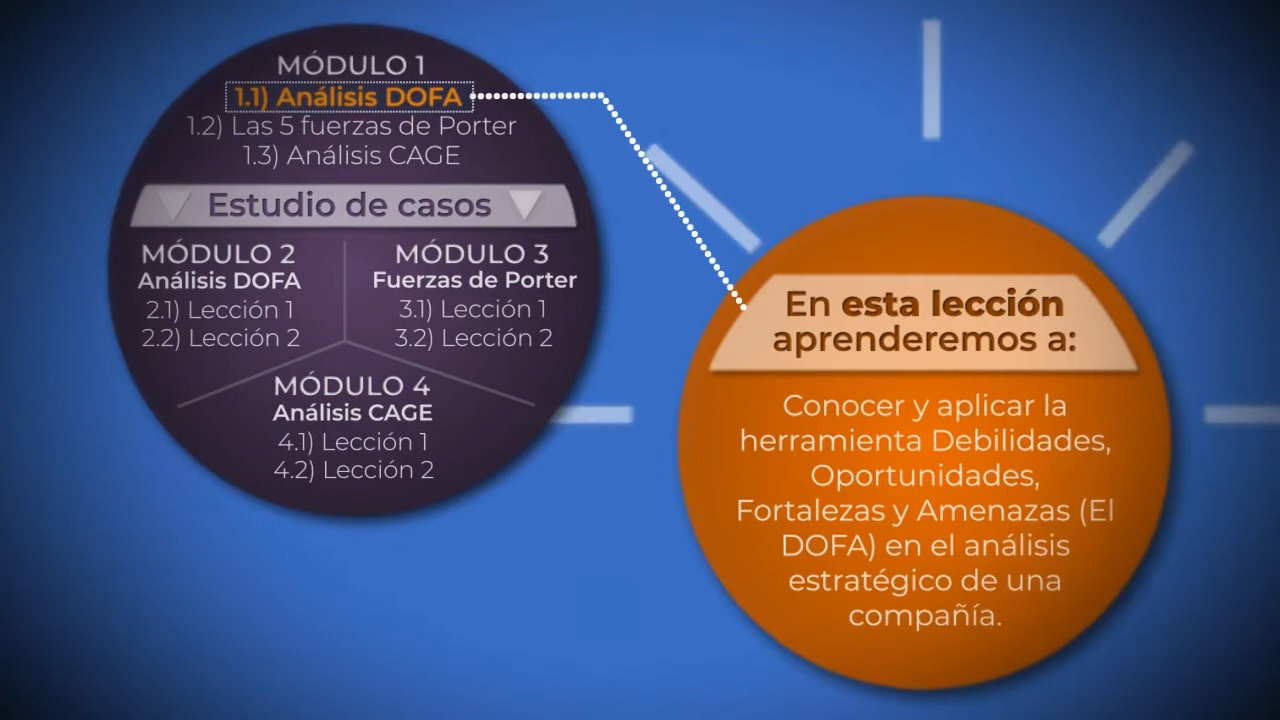 MÓDULO 1
1.1) Análisis DOFA
1.2) Las 5 fuerzas de Porter
1.3) Análisis CAGE
Estudio de casos
MÓDULO 2
Análisis DOFA
2.1) Lección 1
2.2) Lección 2
MÓDULO 3
Fuerzas de Porter
3.1) Lección 1
3.2) Lección 2
MÓDULO 4
Análisis CAGE
4.1) Lección 1
4.2) Lección 2
En esta lección
aprenderemos a:
Conocer y aplicar la
herramienta Debilidades,
Oportunidades,
Fortalezas y Amenazas (El
DOFA) en el análisis
estratégico de una
compañía.